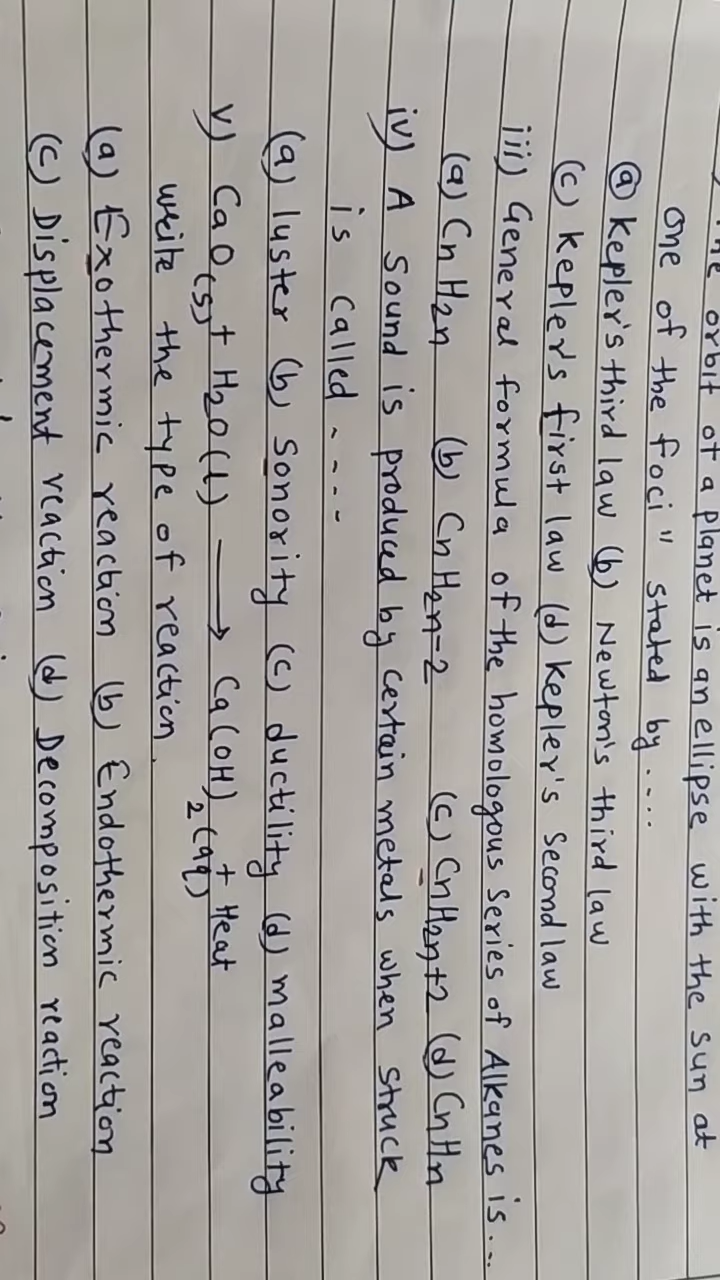 orbit of a planet is an ellipse with the sun at
one of the foci" stated by ....
(a) Kepler's third law (b) Newton's third law
(c) Kepler's first law (d) Kepler's Second law
iii) General formula of the homologous Series of Alkanes is ...
(a) CnH2n (b) CnH2n-2 (c) CnH2n+2 (d) CnHn
iv) A Sound is produced by certain metals when struck
is called ....
(a) luster (b) Sonority (c) ductility (d) malleability
v) CaO(s) + H2O(l) → Ca(OH)2(aq) + Heat
write the type of reaction.
(a) Exothermic reaction (b) Endothermic reaction
(c) Displacement reaction (d) Decomposition reaction